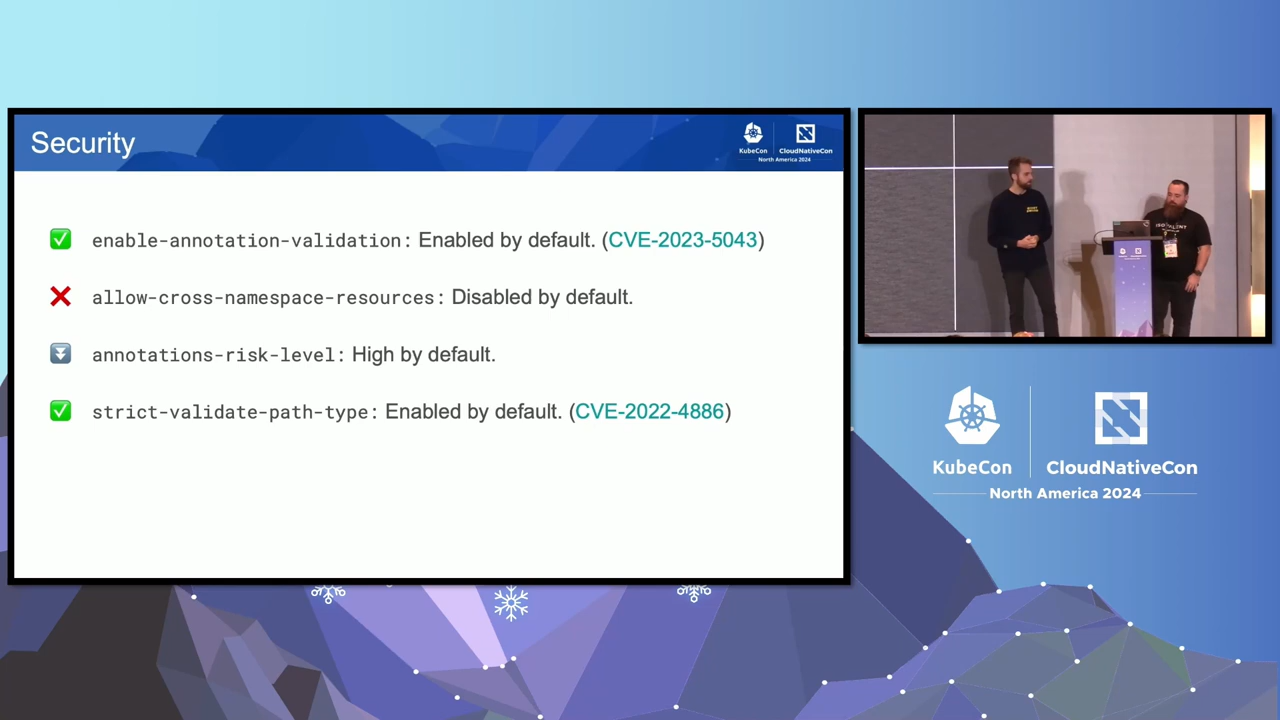 Security
KubeCon
CloudNativeCon
North America 2024
enable-annotation-validation: Enabled by default. (CVE-2023-5043)
allow-cross-namespace-resources: Disabled by default.
annotations-risk-level: High by default.
strict-validate-path-type: Enabled by default. (CVE-2022-4886)
KubeCon
CloudNativeCon
North America 2024